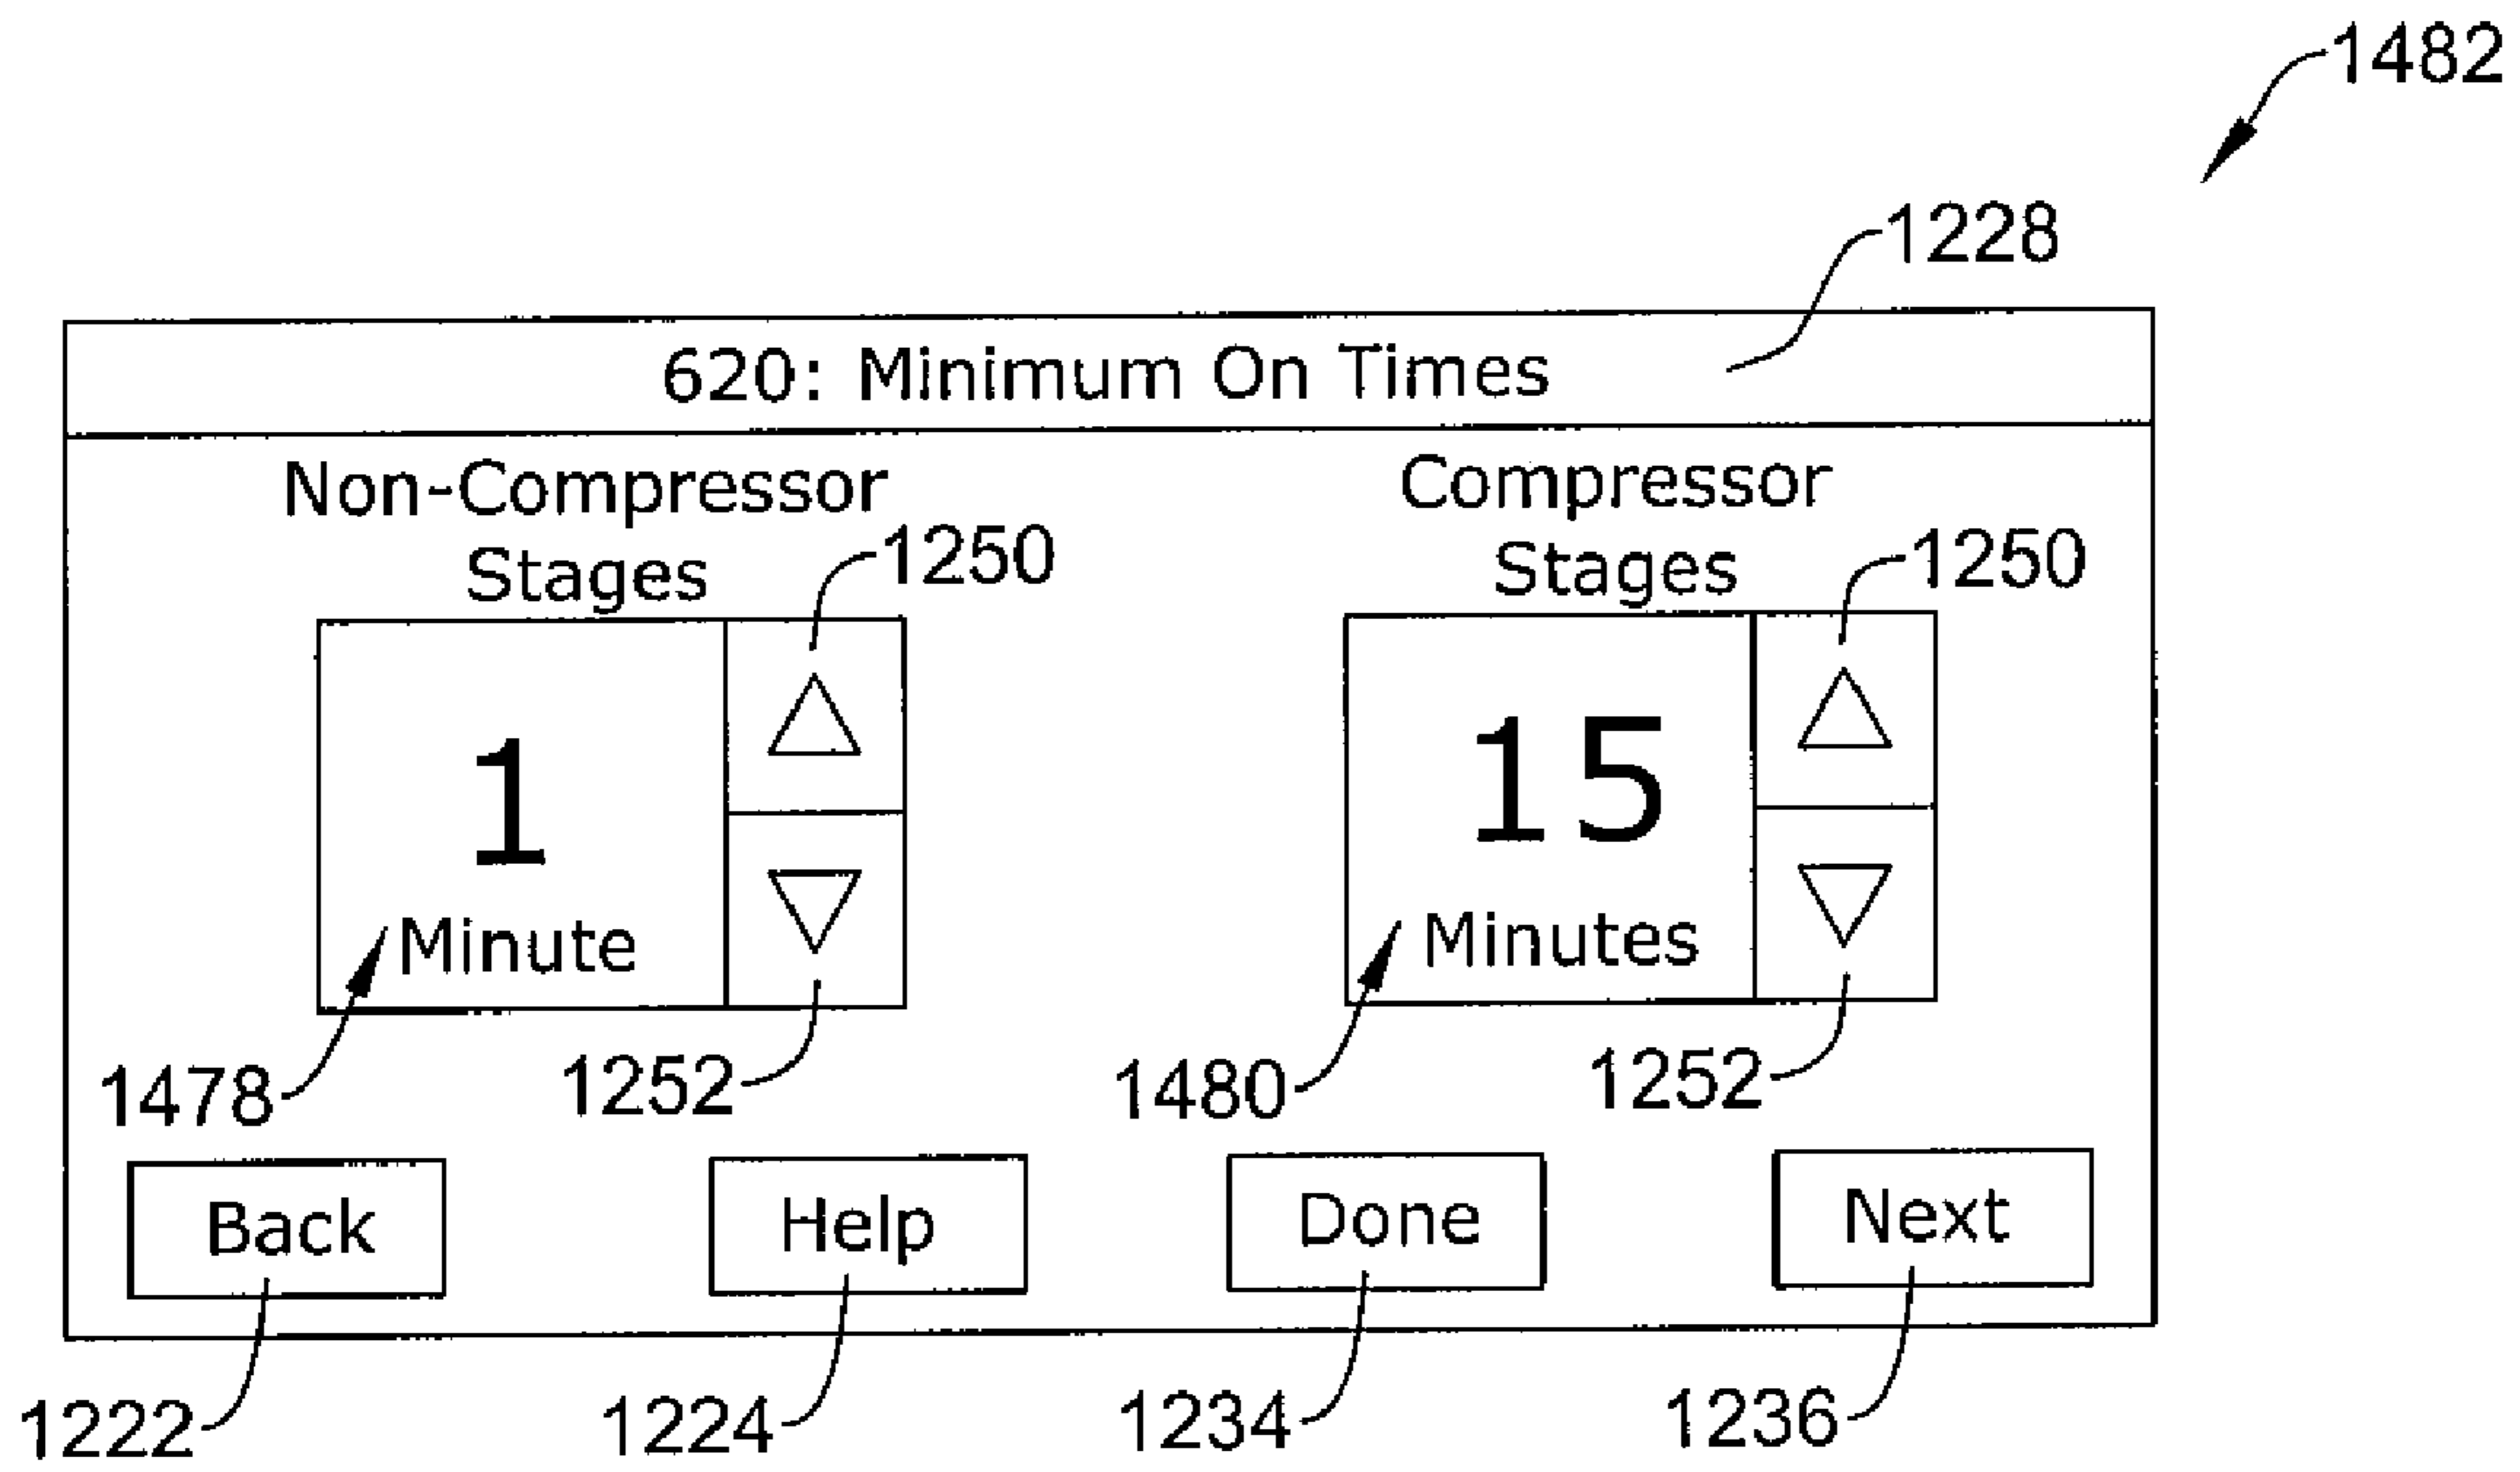 1482
1228
620: Minimum On Times
Non-Compressor
Stages
1250
1
Minute
1478
1252
Compressor
Stages
1250
15
Minutes
1480
1252
Back
Help
Done
Next
1222
1224
1234
1236